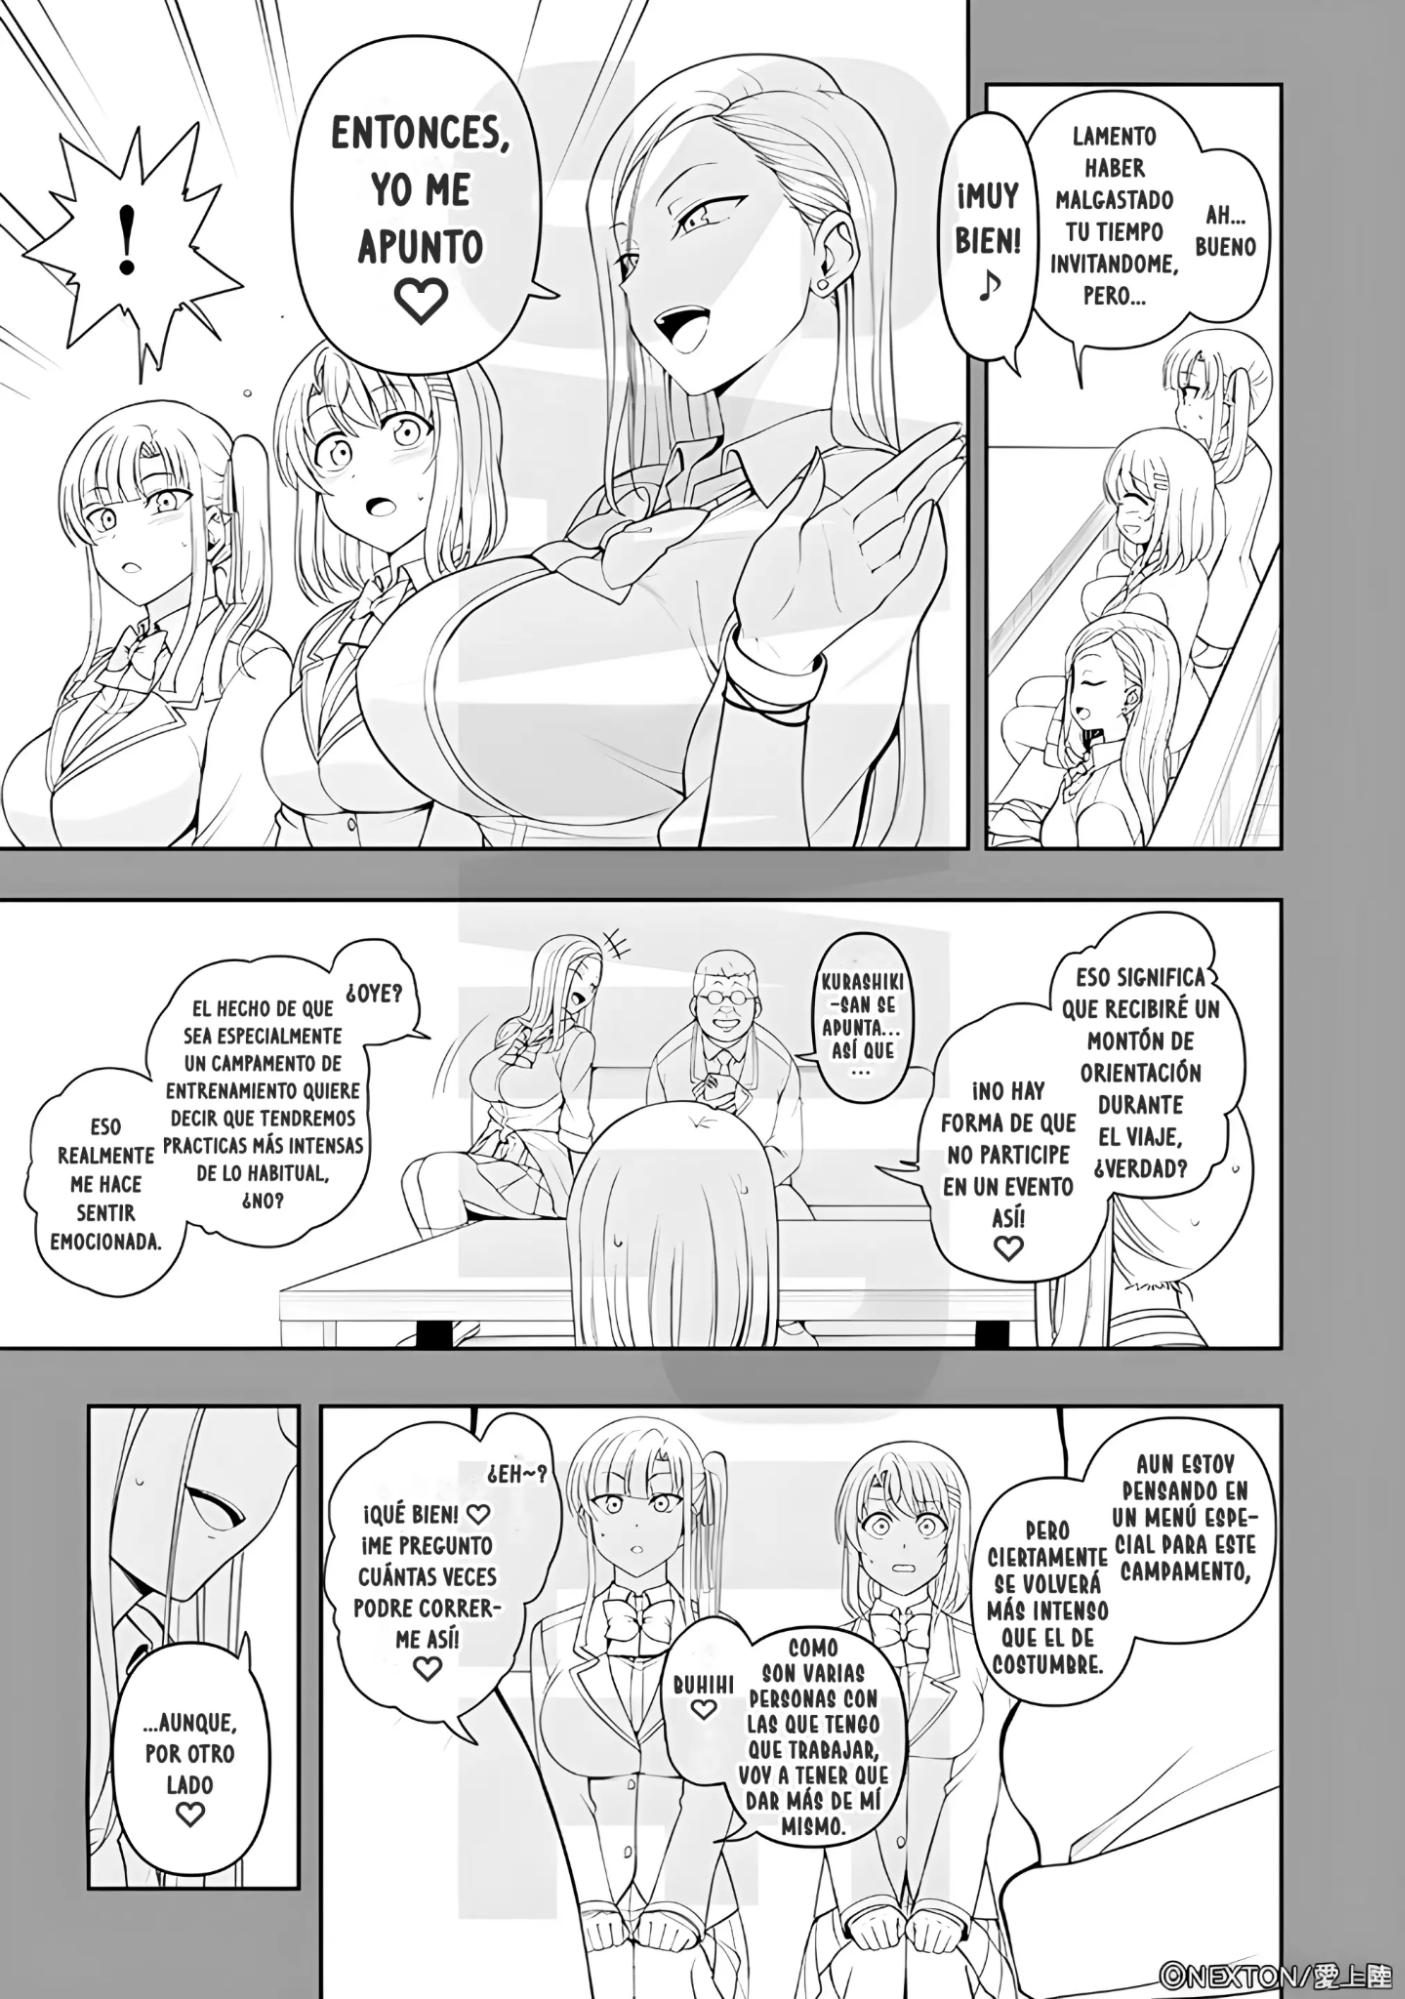 AH...
BUENO
LAMENTO
HABER
MALGASTADO
TU TIEMPO
INVITANDOME,
PERO...
¡MUY
BIEN!
♪
ENTONCES,
YO ME
APUNTO
♡
!
ESO SIGNIFICA
QUE RECIBIRÉ UN
MONTÓN DE
ORIENTACIÓN
DURANTE
EL VIAJE,
¿VERDAD?
¡NO HAY
FORMA DE QUE
NO PARTICIPE
EN UN EVENTO
ASÍ!
♡
KURASHIKI
-SAN SE
APUNTA...
ASÍ QUE
...
¿OYE?
EL HECHO DE QUE
SEA ESPECIALMENTE
UN CAMPAMENTO DE
ENTRENAMIENTO QUIERE
DECIR QUE TENDREMOS
PRACTICAS MÁS INTENSAS
DE LO HABITUAL,
¿NO?
ESO
REALMENTE
ME HACE
SENTIR
EMOCIONADA.
AUN ESTOY
PENSANDO EN
UN MENÚ ESPE-
CIAL PARA ESTE
CAMPAMENTO,
PERO
CIERTAMENTE
SE VOLVERÁ
MÁS INTENSO
QUE EL DE
COSTUMBRE.
COMO
SON VARIAS
PERSONAS CON
LAS QUE TENGO
QUE TRABAJAR,
VOY A TENER QUE
DAR MÁS DE MÍ
MISMO.
BUHIHI
♡
¿EH~?
¡QUÉ BIEN! ♡
¡ME PREGUNTO
CUÁNTAS VECES
PODRE CORRER-
ME ASÍ!
♡
...AUNQUE,
POR OTRO
LADO
♡
©NEXTON/愛上陸